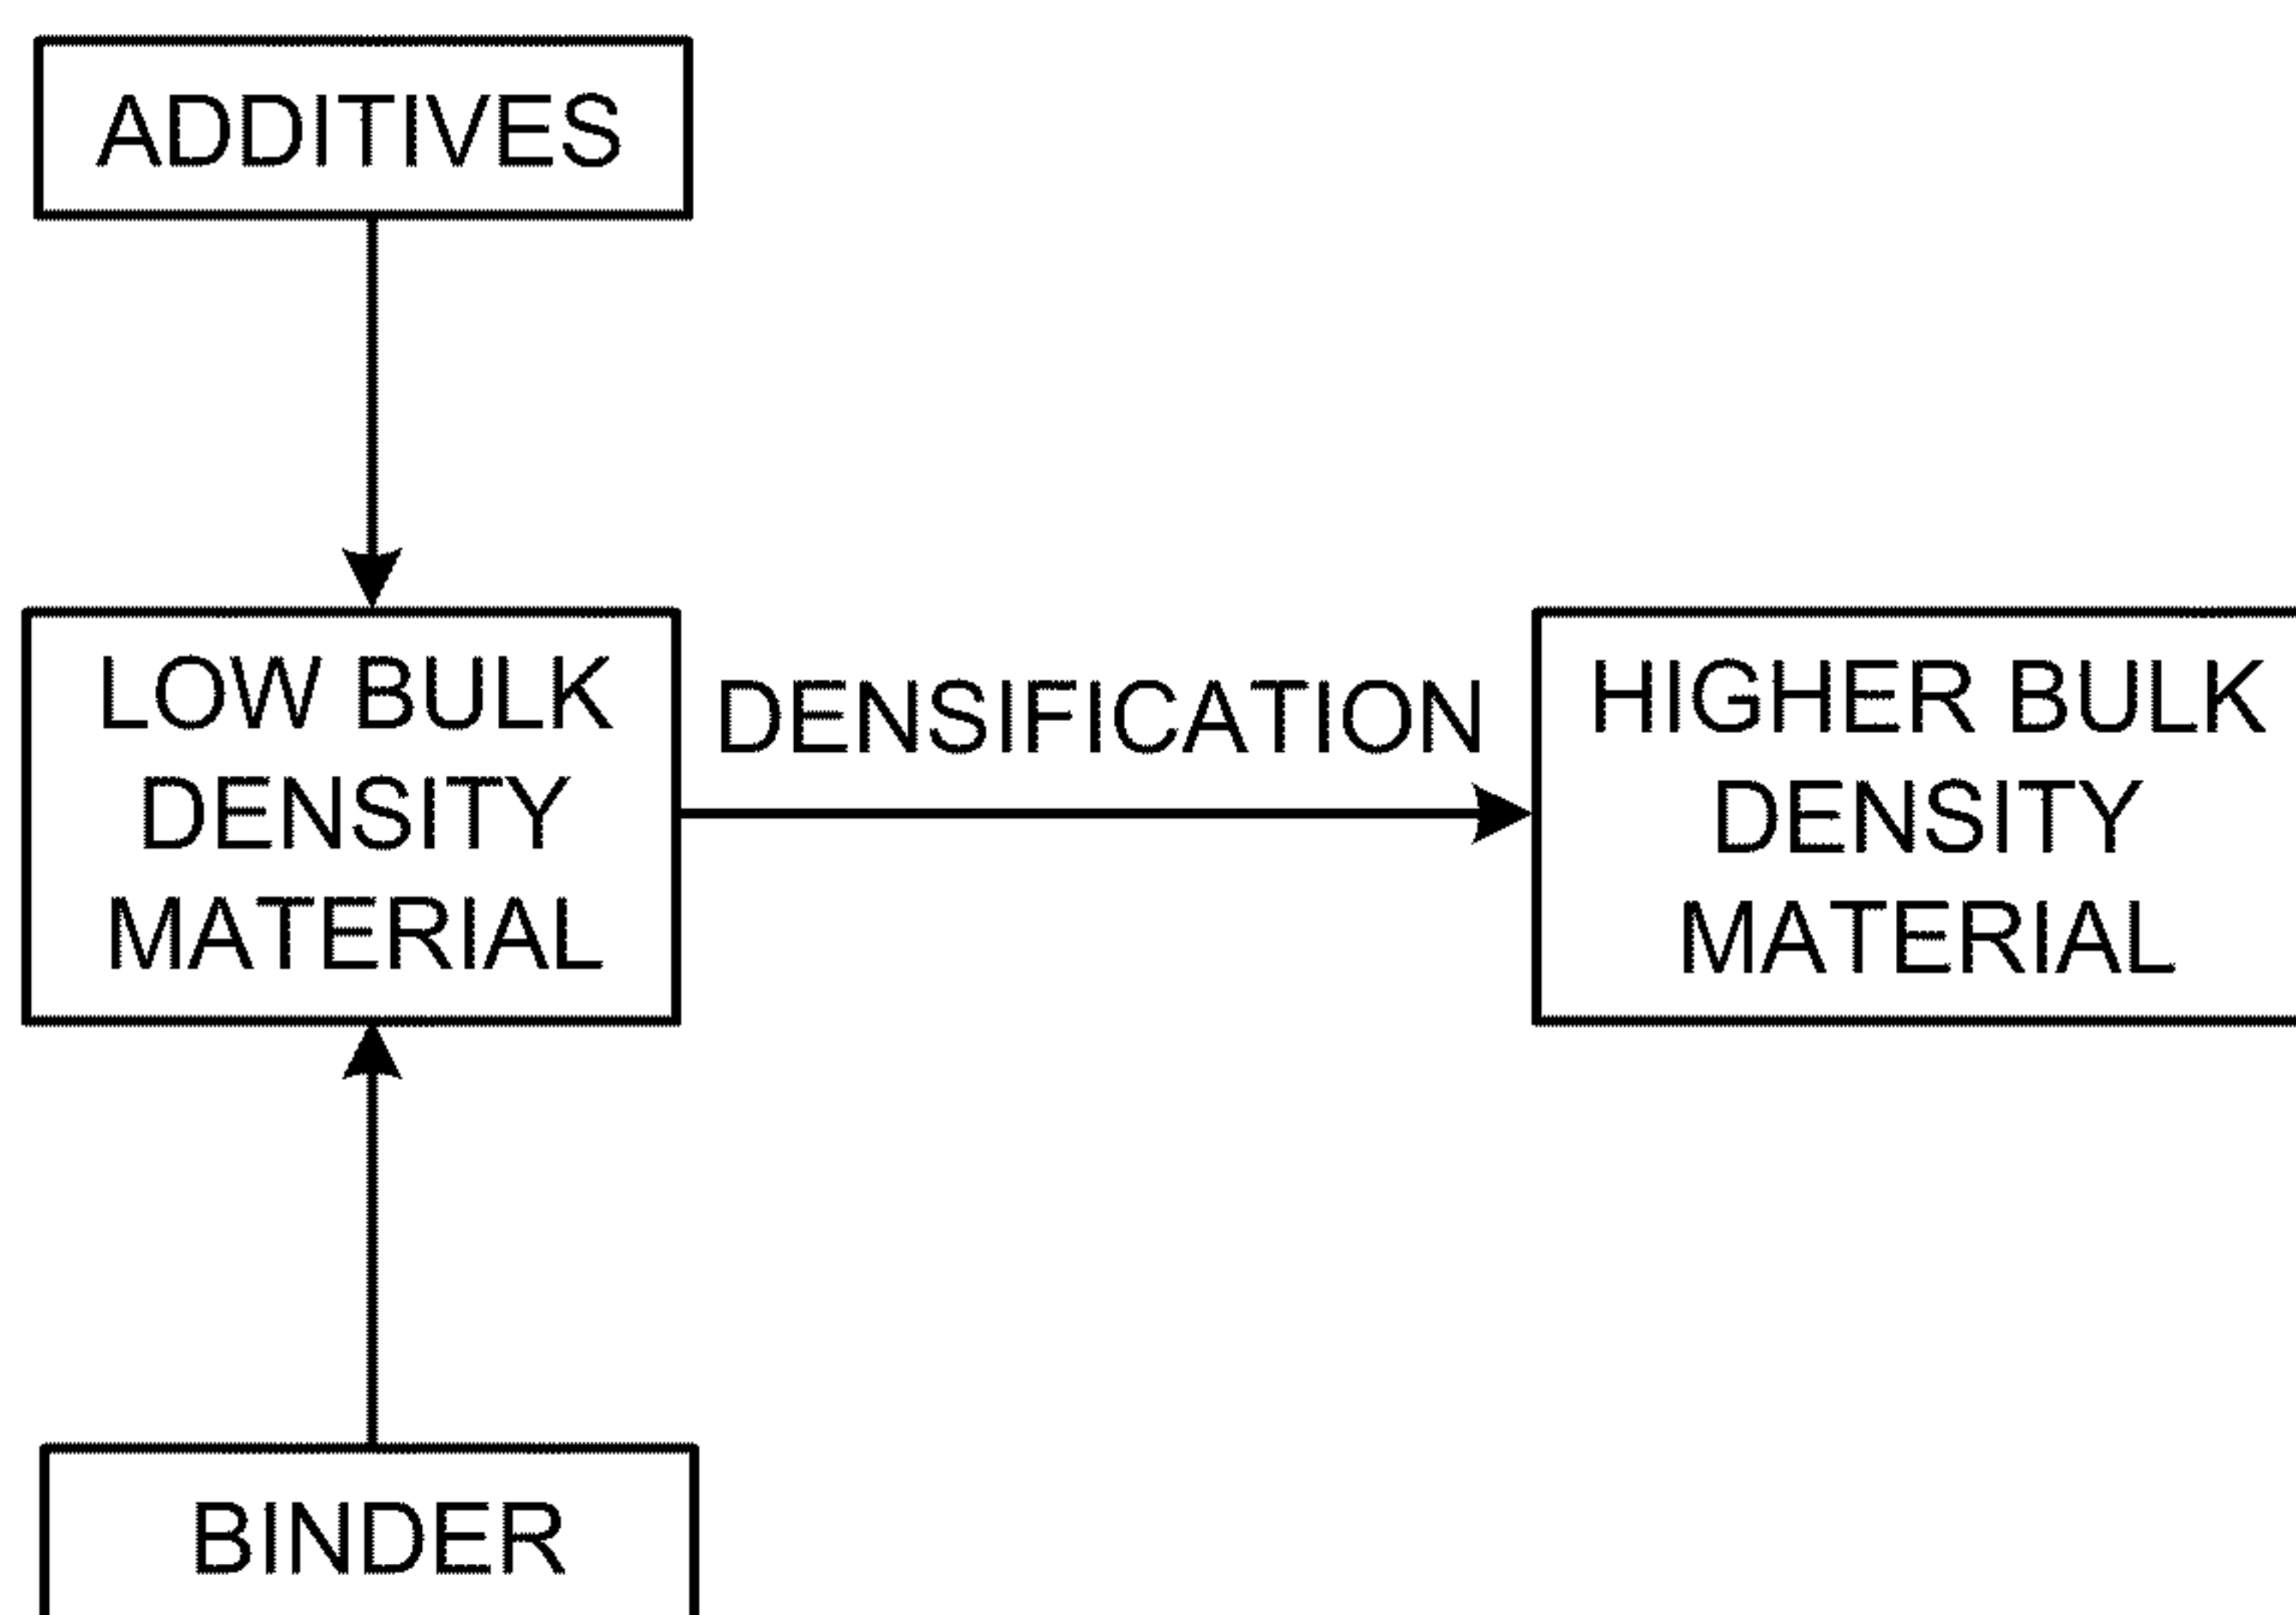 ADDITIVES
LOW BULK
DENSITY
MATERIAL
DENSIFICATION
HIGHER BULK
DENSITY
MATERIAL
BINDER